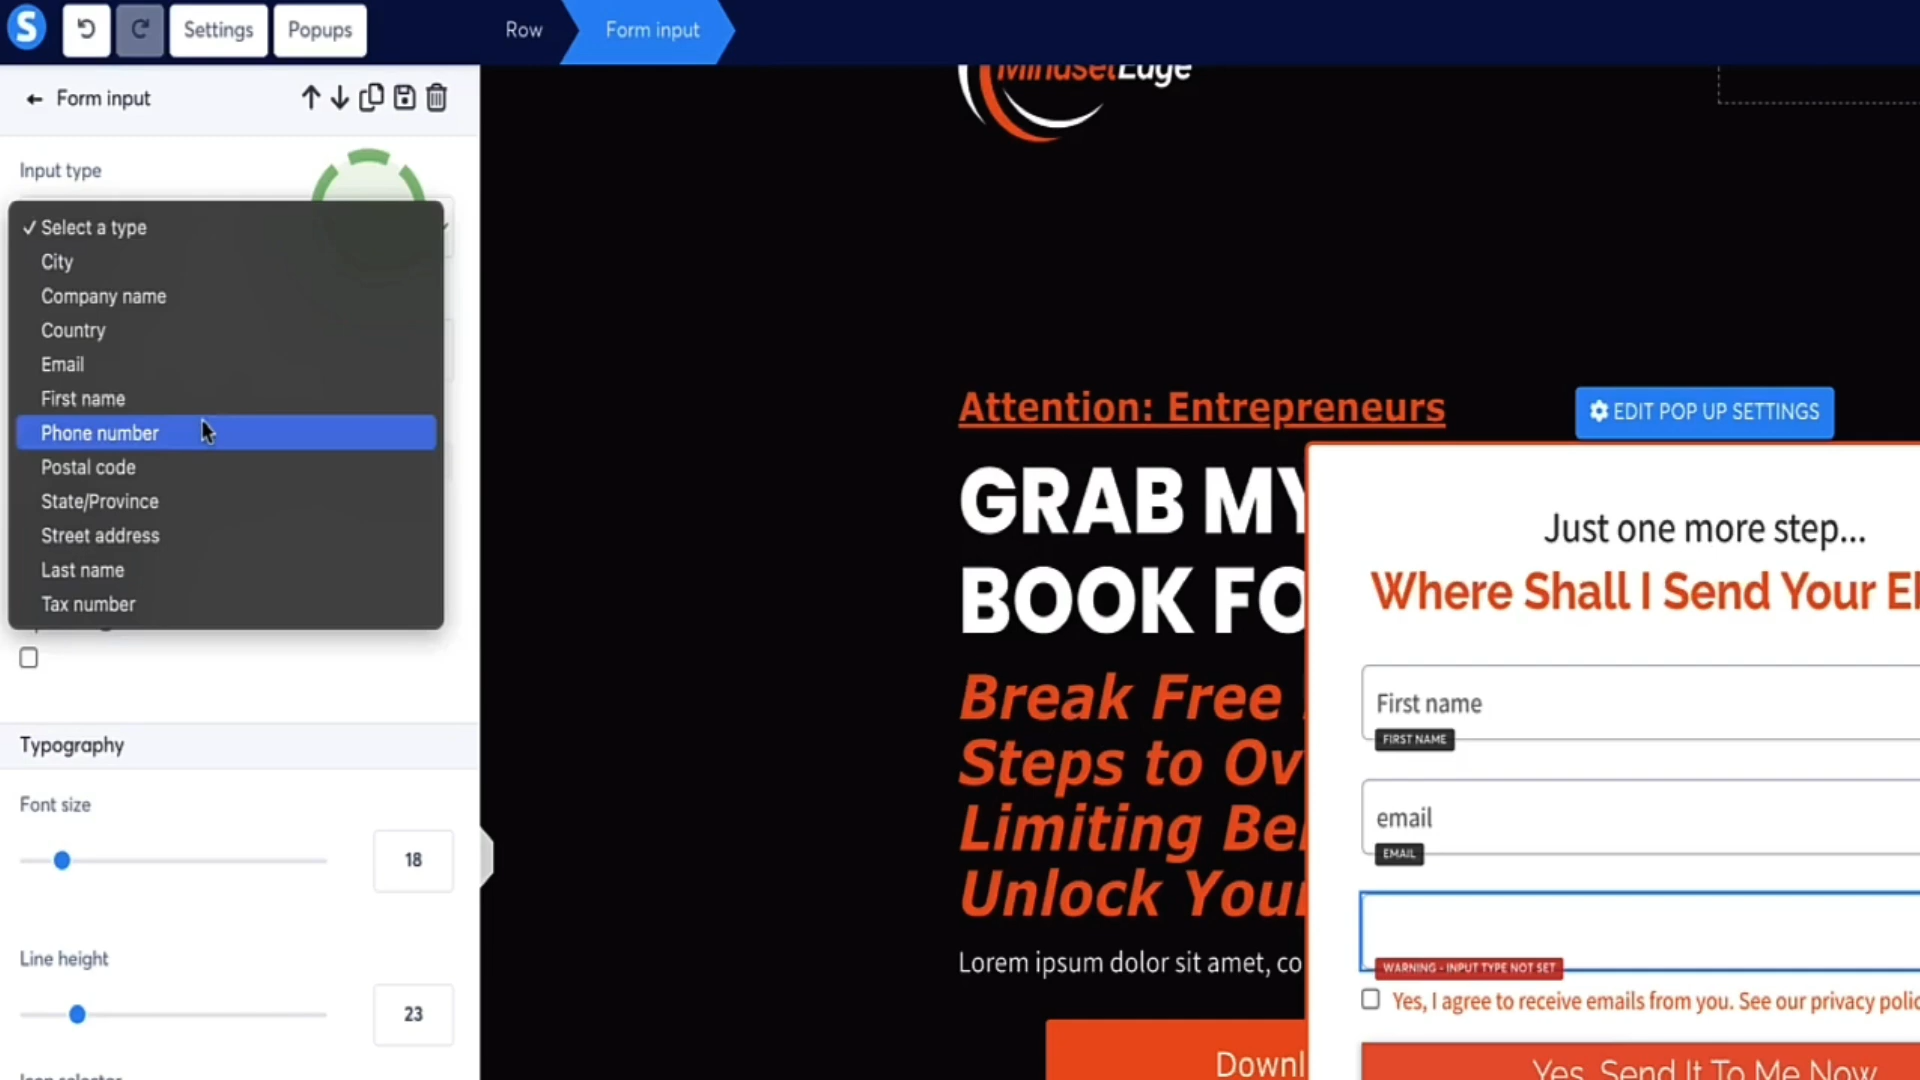 S
Settings
Popups
Row
Form input
Form input
Input type
Select a type
City
Company name
Country
Email
First name
Phone number
Postal code
State/Province
Street address
Last name
Tax number
Typography
Font size
18
Line height
23
MindsetEdge
Attention: Entrepreneurs
GRAB MY
BOOK FO
Break Free
Steps to Ov
Limiting Be
Unlock You
Lorem ipsum dolor sit amet, co
Downl
EDIT POP UP SETTINGS
Just one more step...
Where Shall I Send Your E
First name
FIRST NAME
email
EMAIL
WARNING - INPUT TYPE NOT SET
Yes, I agree to receive emails from you. See our privacy polic
Yes, Send It To Me Now